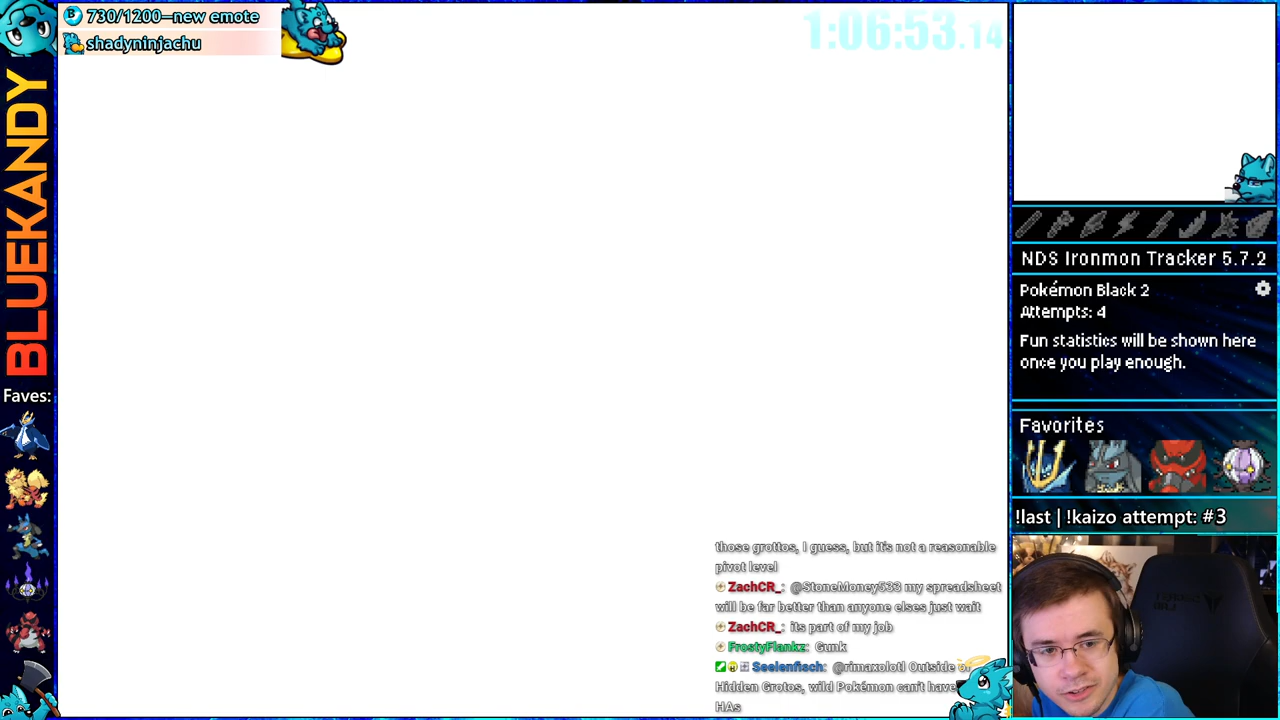 730/1200–new emote
shadyninjachu
1:06:53.14
BLUEKANDY
Faves:
NDS Ironmon Tracker 5.7.2
Pokémon Black 2
Attempts: 4
Fun statistics will be shown here
once you play enough.
Favorites
!last | !kaizo attempt: #3
those grottos, I guess, but it's not a reasonable
pivot level
ZachCR_: @StoneMoney533 my spreadsheet
will be far better than anyone elses just wait
ZachCR_: its part of my job
FrostyFlankz: Gunk
Seelenfisch: @rimaxolotl Outside of
Hidden Grotos, wild Pokémon can't have
HAs